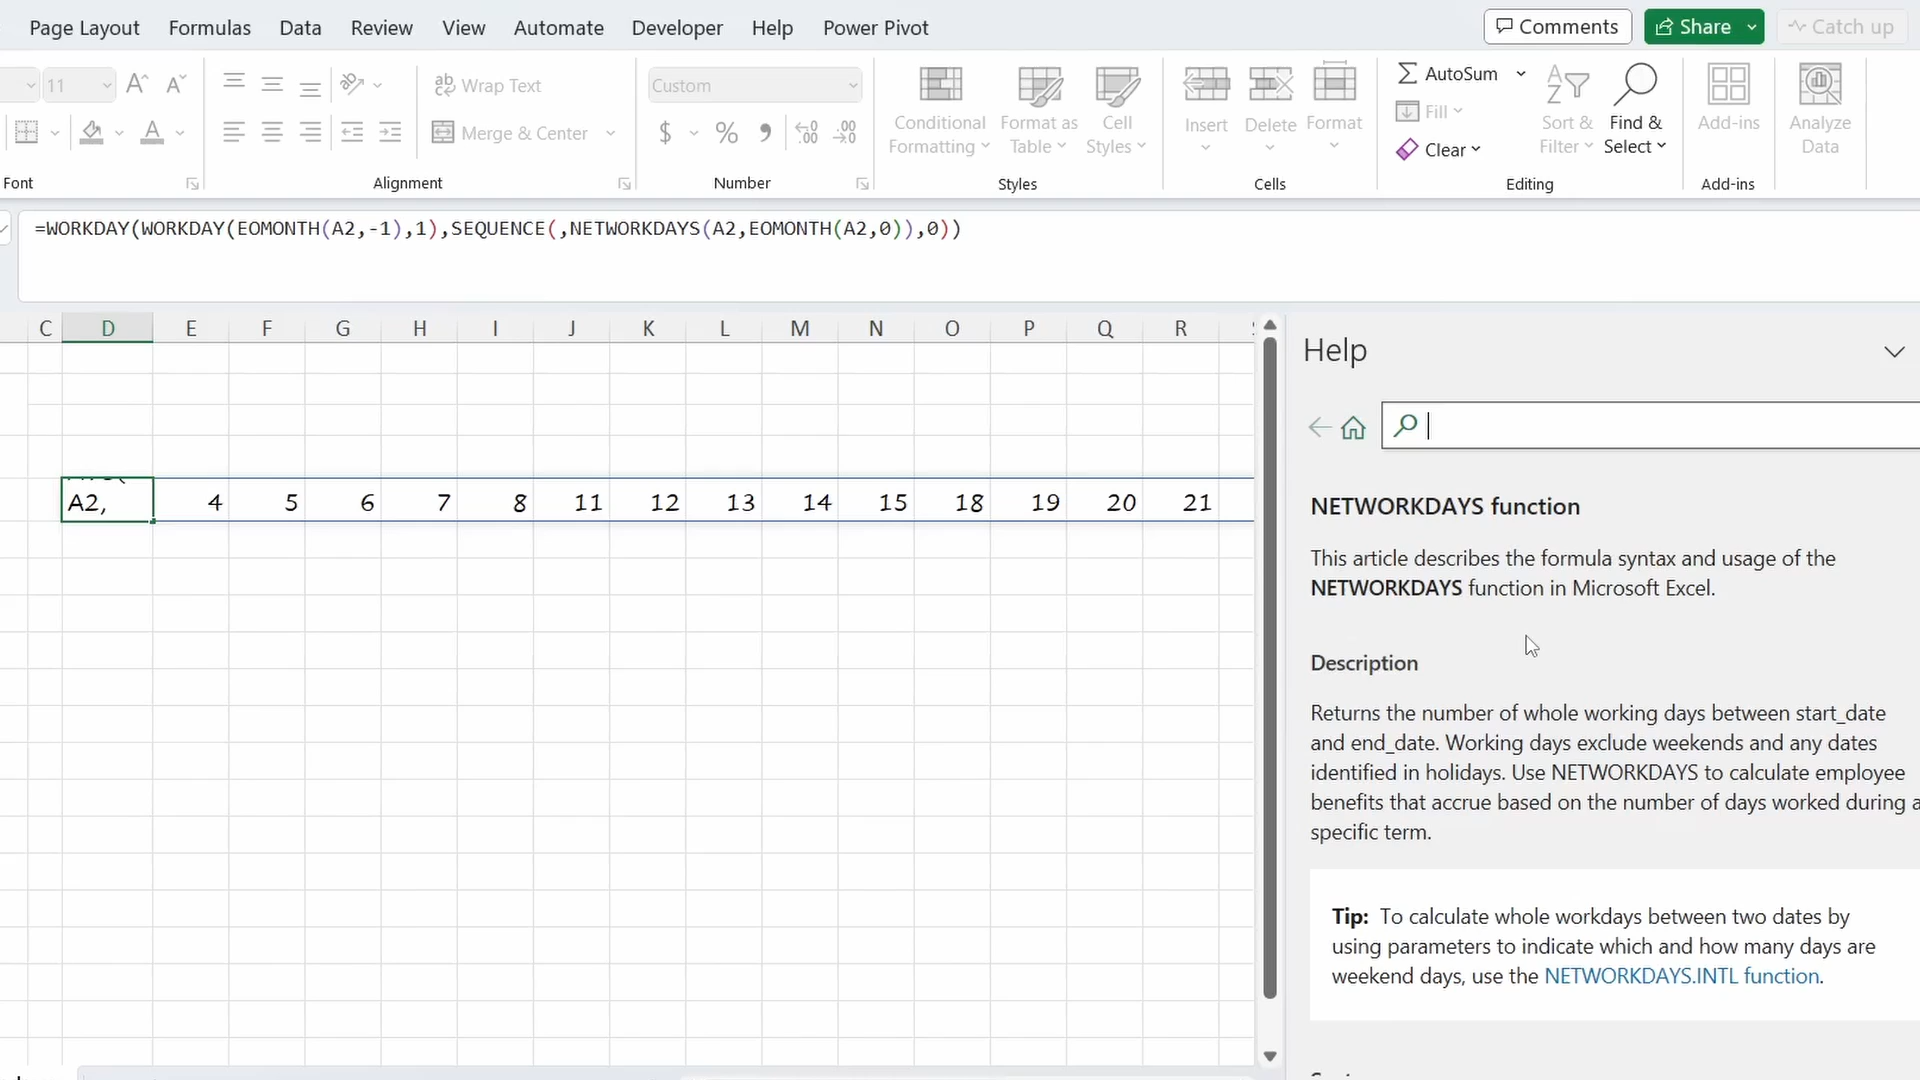 Page Layout Formulas Data Review View Automate Developer Help Power Pivot Comments Share Catch up
11 Wrap Text Custom AutoSum
Fill
Merge & Center $ % Conditional Formatting Format as Table Cell Styles Insert Delete Format Clear Sort & Filter Find & Select Add-ins Analyze Data
Font Alignment Number Styles Cells Editing Add-ins
=WORKDAY(WORKDAY(EOMONTH(A2,-1),1),SEQUENCE(,NETWORKDAYS(A2,EOMONTH(A2,0)),0))
C D E F G H I J K L M N O P Q R
A2, 4 5 6 7 8 11 12 13 14 15 18 19 20 21
Help
NETWORKDAYS function
This article describes the formula syntax and usage of the
NETWORKDAYS function in Microsoft Excel.
Description
Returns the number of whole working days between start_date
and end_date. Working days exclude weekends and any dates
identified in holidays. Use NETWORKDAYS to calculate employee
benefits that accrue based on the number of days worked during a
specific term.
Tip: To calculate whole workdays between two dates by
using parameters to indicate which and how many days are
weekend days, use the NETWORKDAYS.INTL function.